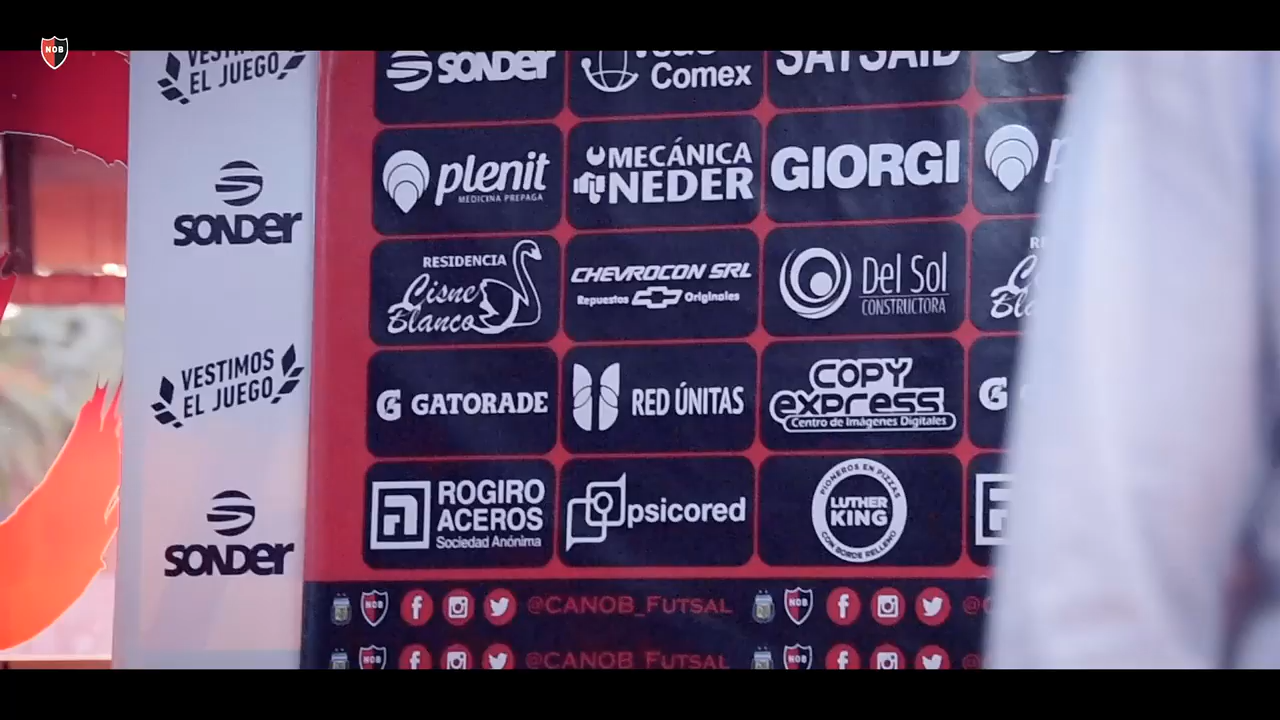 NOB
VESTIMOS
EL JUEGO
SONDER
Comex
SATSAID
plenit
MEDICINA PREPAGA
MECÁNICA
NEDER
GIORGI
SONDER
RESIDENCIA
Cisne
Blanco
CHEVROCON SRL
Repuestos Originales
DEL SOL
CONSTRUCTORA
VESTIMOS
EL JUEGO
G GATORADE
RED ÚNITAS
COPY
express
Centro de Imágenes Digitales
G
ROGIRO
ACEROS
Sociedad Anónima
psicored
PIONEROS EN PIZZAS
LUTHER
KING
CON BORDE RELLENO
SONDER
NOB @CANOB_FUTSAL NOB
NOB @CANOB_FUTSAL NOB